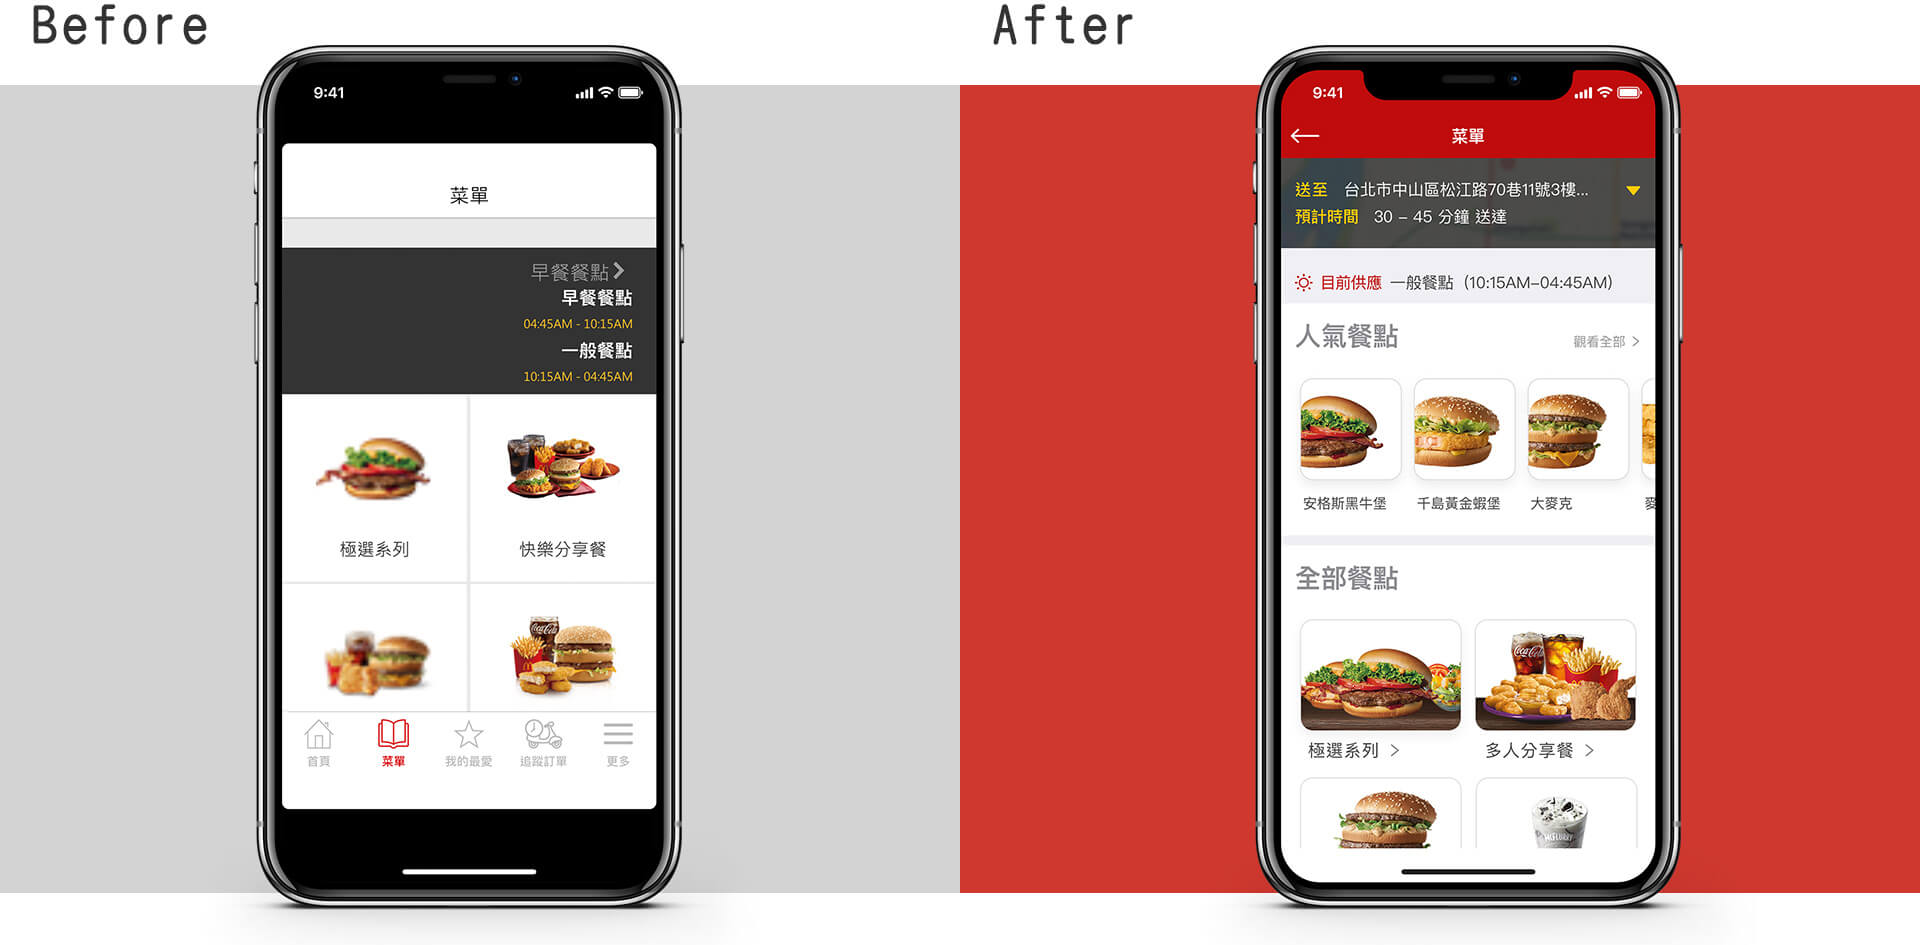 Before
9:41
菜單
早餐餐點
早餐餐點
04:45AM - 10:15AM
一般餐點
10:15AM - 04:45AM
極選系列
快樂分享餐
Coca-Cola
首頁
菜單
我的最愛
追蹤訂單
更多
After
9:41
菜單
送至 台北市中山區松江路70巷11號3樓...
預計時間 30 – 45 分鐘 送達
目前供應 一般餐點 (10:15AM–04:45AM)
人氣餐點
觀看全部
安格斯黑牛堡
千島黃金蝦堡
大麥克
麥
全部餐點
Coca-Cola
極選系列
多人分享餐
McFLURRY